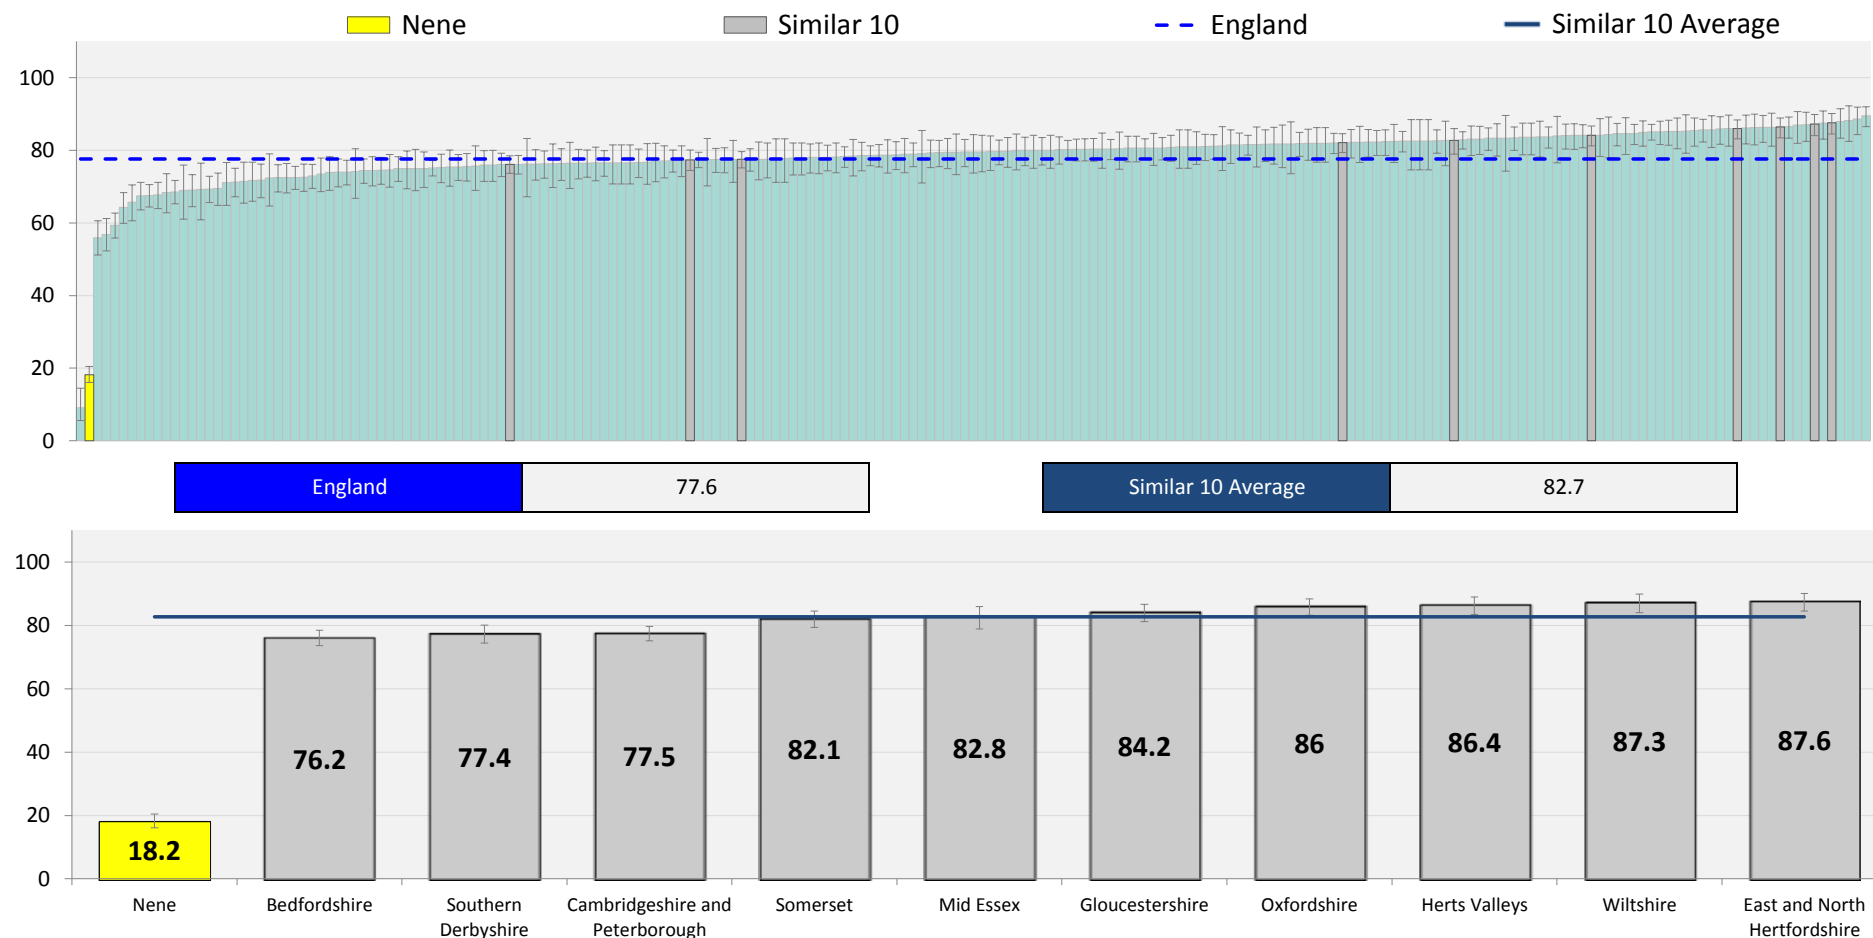 Nene Similar 10 England Similar 10 Average
100
80
60
40
20
0
England 77.6 Similar 10 Average 82.7
100
80
60
40
20
0
18.2 76.2 77.4 77.5 82.1 82.8 84.2 86 86.4 87.3 87.6
Nene Bedfordshire Southern Cambridgeshire and Somerset Mid Essex Gloucestershire Oxfordshire Herts Valleys Wiltshire East and North
Derbyshire Peterborough Hertfordshire